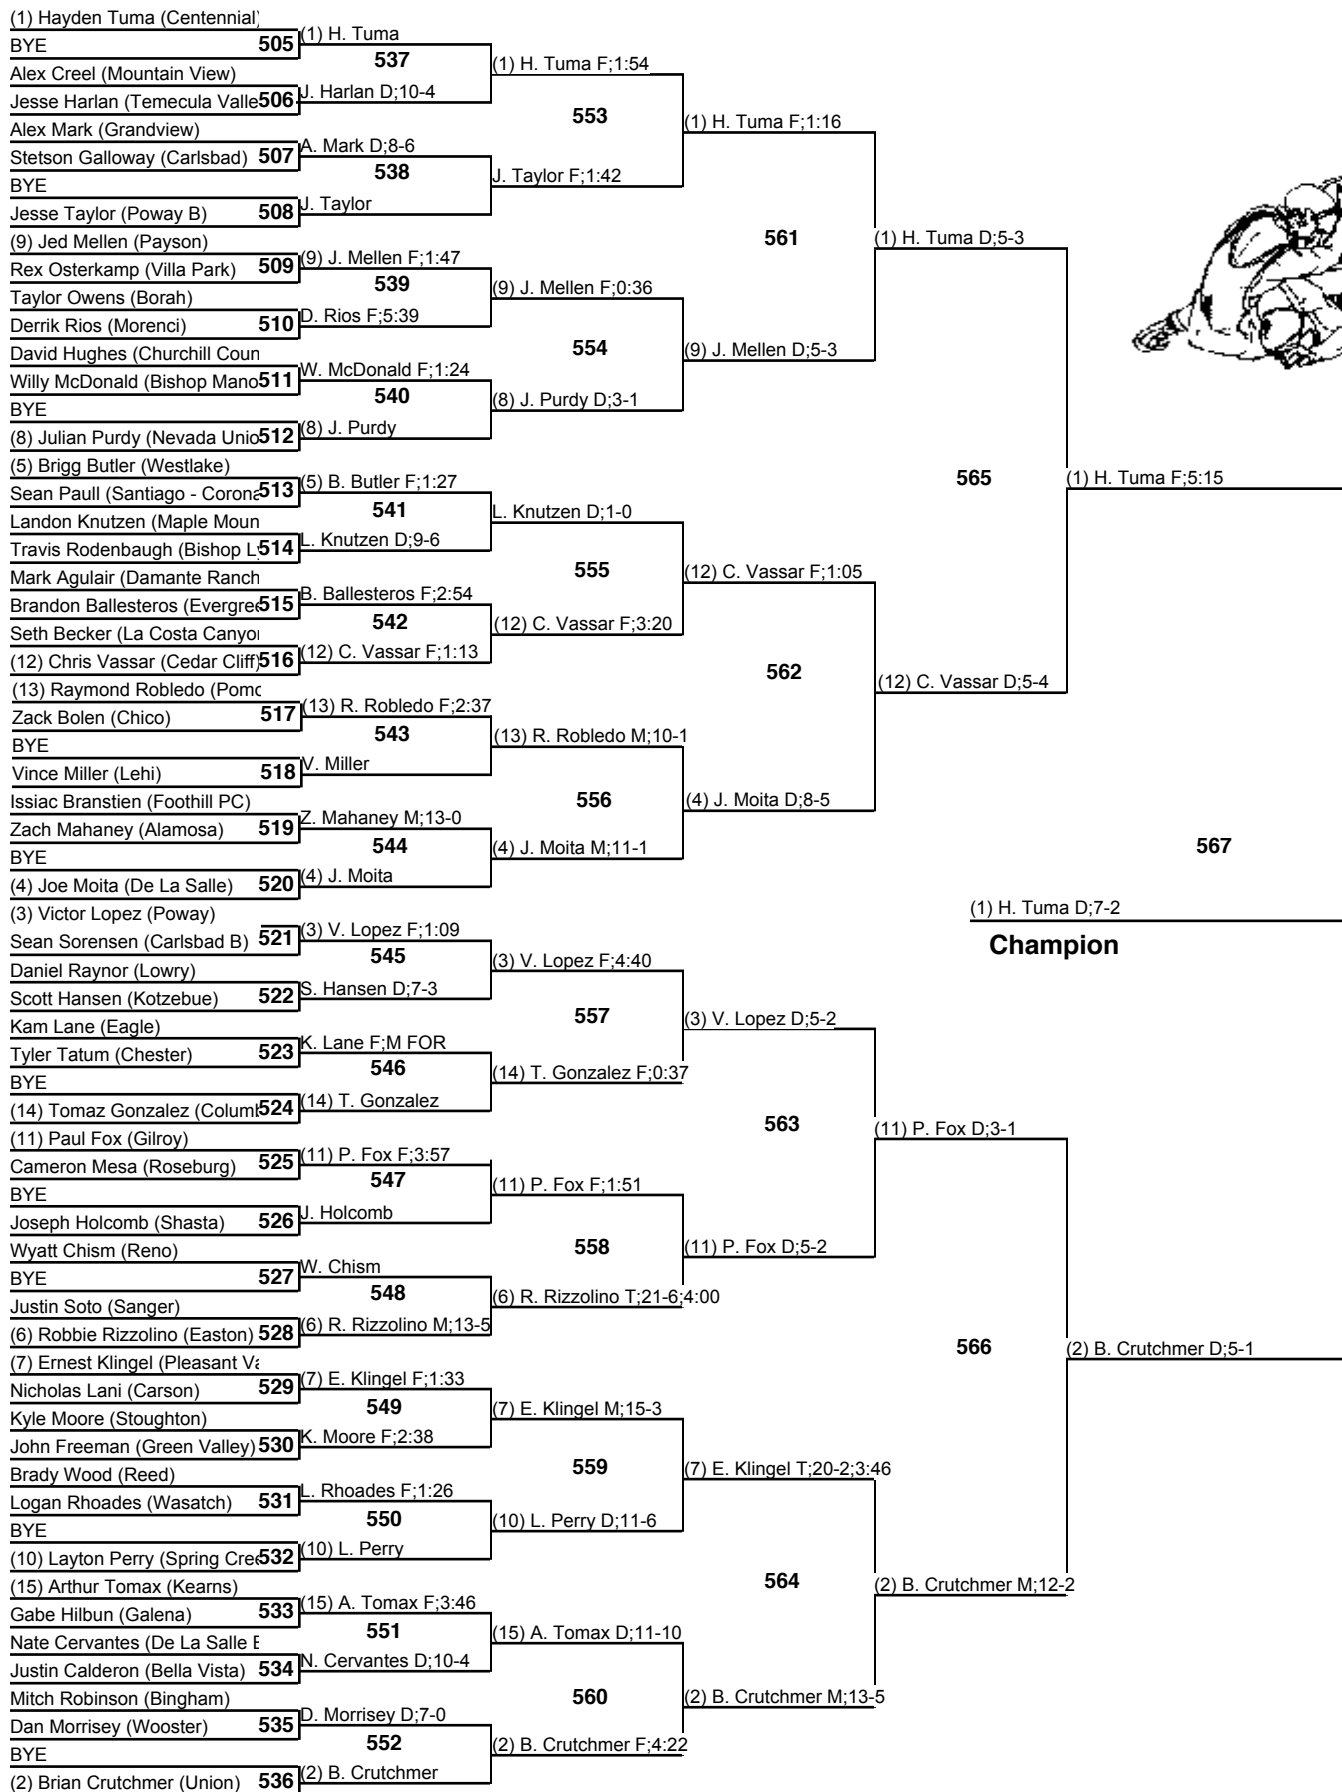 (1) Hayden Tuma (Centennial)
BYE
505
Alex Creel (Mountain View)
Jesse Harlan (Temecula Valle
506
Alex Mark (Grandview)
Stetson Galloway (Carlsbad)
507
BYE
Jesse Taylor (Poway B)
508
(9) Jed Mellen (Payson)
Rex Osterkamp (Villa Park)
509
Taylor Owens (Borah)
Derrik Rios (Morenci)
510
David Hughes (Churchill Coun
Willy McDonald (Bishop Mano
511
BYE
(8) Julian Purdy (Nevada Unio
512
(5) Brigg Butler (Westlake)
Sean Paull (Santiago - Corona
513
Landon Knutzen (Maple Moun
Travis Rodenbaugh (Bishop Ly
514
Mark Agulair (Damante Ranch
Brandon Ballesteros (Evergree
515
Seth Becker (La Costa Canyon
(12) Chris Vassar (Cedar Cliff)
516
(13) Raymond Robledo (Pomo
Zack Bolen (Chico)
517
BYE
Vince Miller (Lehi)
518
Issiac Branstien (Foothill PC)
Zach Mahaney (Alamosa)
519
BYE
(4) Joe Moita (De La Salle)
520
(3) Victor Lopez (Poway)
Sean Sorensen (Carlsbad B)
521
Daniel Raynor (Lowry)
Scott Hansen (Kotzebue)
522
Kam Lane (Eagle)
Tyler Tatum (Chester)
523
BYE
(14) Tomaz Gonzalez (Columb
524
(11) Paul Fox (Gilroy)
Cameron Mesa (Roseburg)
525
BYE
Joseph Holcomb (Shasta)
526
Wyatt Chism (Reno)
BYE
527
Justin Soto (Sanger)
(6) Robbie Rizzolino (Easton)
528
(7) Ernest Klingel (Pleasant Va
Nicholas Lani (Carson)
529
Kyle Moore (Stoughton)
John Freeman (Green Valley)
530
Brady Wood (Reed)
Logan Rhoades (Wasatch)
531
BYE
(10) Layton Perry (Spring Cree
532
(15) Arthur Tomax (Kearns)
Gabe Hilbun (Galena)
533
Nate Cervantes (De La Salle B
Justin Calderon (Bella Vista)
534
Mitch Robinson (Bingham)
Dan Morrisey (Wooster)
535
BYE
(2) Brian Crutchmer (Union)
536
(1) H. Tuma
537
J. Harlan D;10-4
A. Mark D;8-6
538
J. Taylor
(9) J. Mellen F;1:47
539
D. Rios F;5:39
W. McDonald F;1:24
540
(8) J. Purdy
(5) B. Butler F;1:27
541
L. Knutzen D;9-6
B. Ballesteros F;2:54
542
(12) C. Vassar F;1:13
(13) R. Robledo F;2:37
543
V. Miller
Z. Mahaney M;13-0
544
(4) J. Moita
(3) V. Lopez F;1:09
545
S. Hansen D;7-3
K. Lane F;M FOR
546
(14) T. Gonzalez
(11) P. Fox F;3:57
547
J. Holcomb
W. Chism
548
(6) R. Rizzolino M;13-5
(7) E. Klingel F;1:33
549
K. Moore F;2:38
L. Rhoades F;1:26
550
(10) L. Perry
(15) A. Tomax F;3:46
551
N. Cervantes D;10-4
D. Morrisey D;7-0
552
(2) B. Crutchmer
(1) H. Tuma F;1:54
553
J. Taylor F;1:42
(9) J. Mellen F;0:36
554
(8) J. Purdy D;3-1
L. Knutzen D;1-0
555
(12) C. Vassar F;3:20
(13) R. Robledo M;10-1
556
(4) J. Moita M;11-1
(3) V. Lopez F;4:40
557
(14) T. Gonzalez F;0:37
(11) P. Fox F;1:51
558
(6) R. Rizzolino T;21-6;4:00
(7) E. Klingel M;15-3
559
(10) L. Perry D;11-6
(15) A. Tomax D;11-10
560
(2) B. Crutchmer F;4:22
(1) H. Tuma F;1:16
561
(9) J. Mellen D;5-3
(12) C. Vassar F;1:05
562
(4) J. Moita D;8-5
(3) V. Lopez D;5-2
563
(11) P. Fox D;5-2
(7) E. Klingel T;20-2;3:46
564
(2) B. Crutchmer M;13-5
(1) H. Tuma D;5-3
565
(12) C. Vassar D;5-4
(11) P. Fox D;3-1
566
(2) B. Crutchmer M;12-2
(1) H. Tuma F;5:15
567
(2) B. Crutchmer D;5-1
(1) H. Tuma D;7-2
Champion